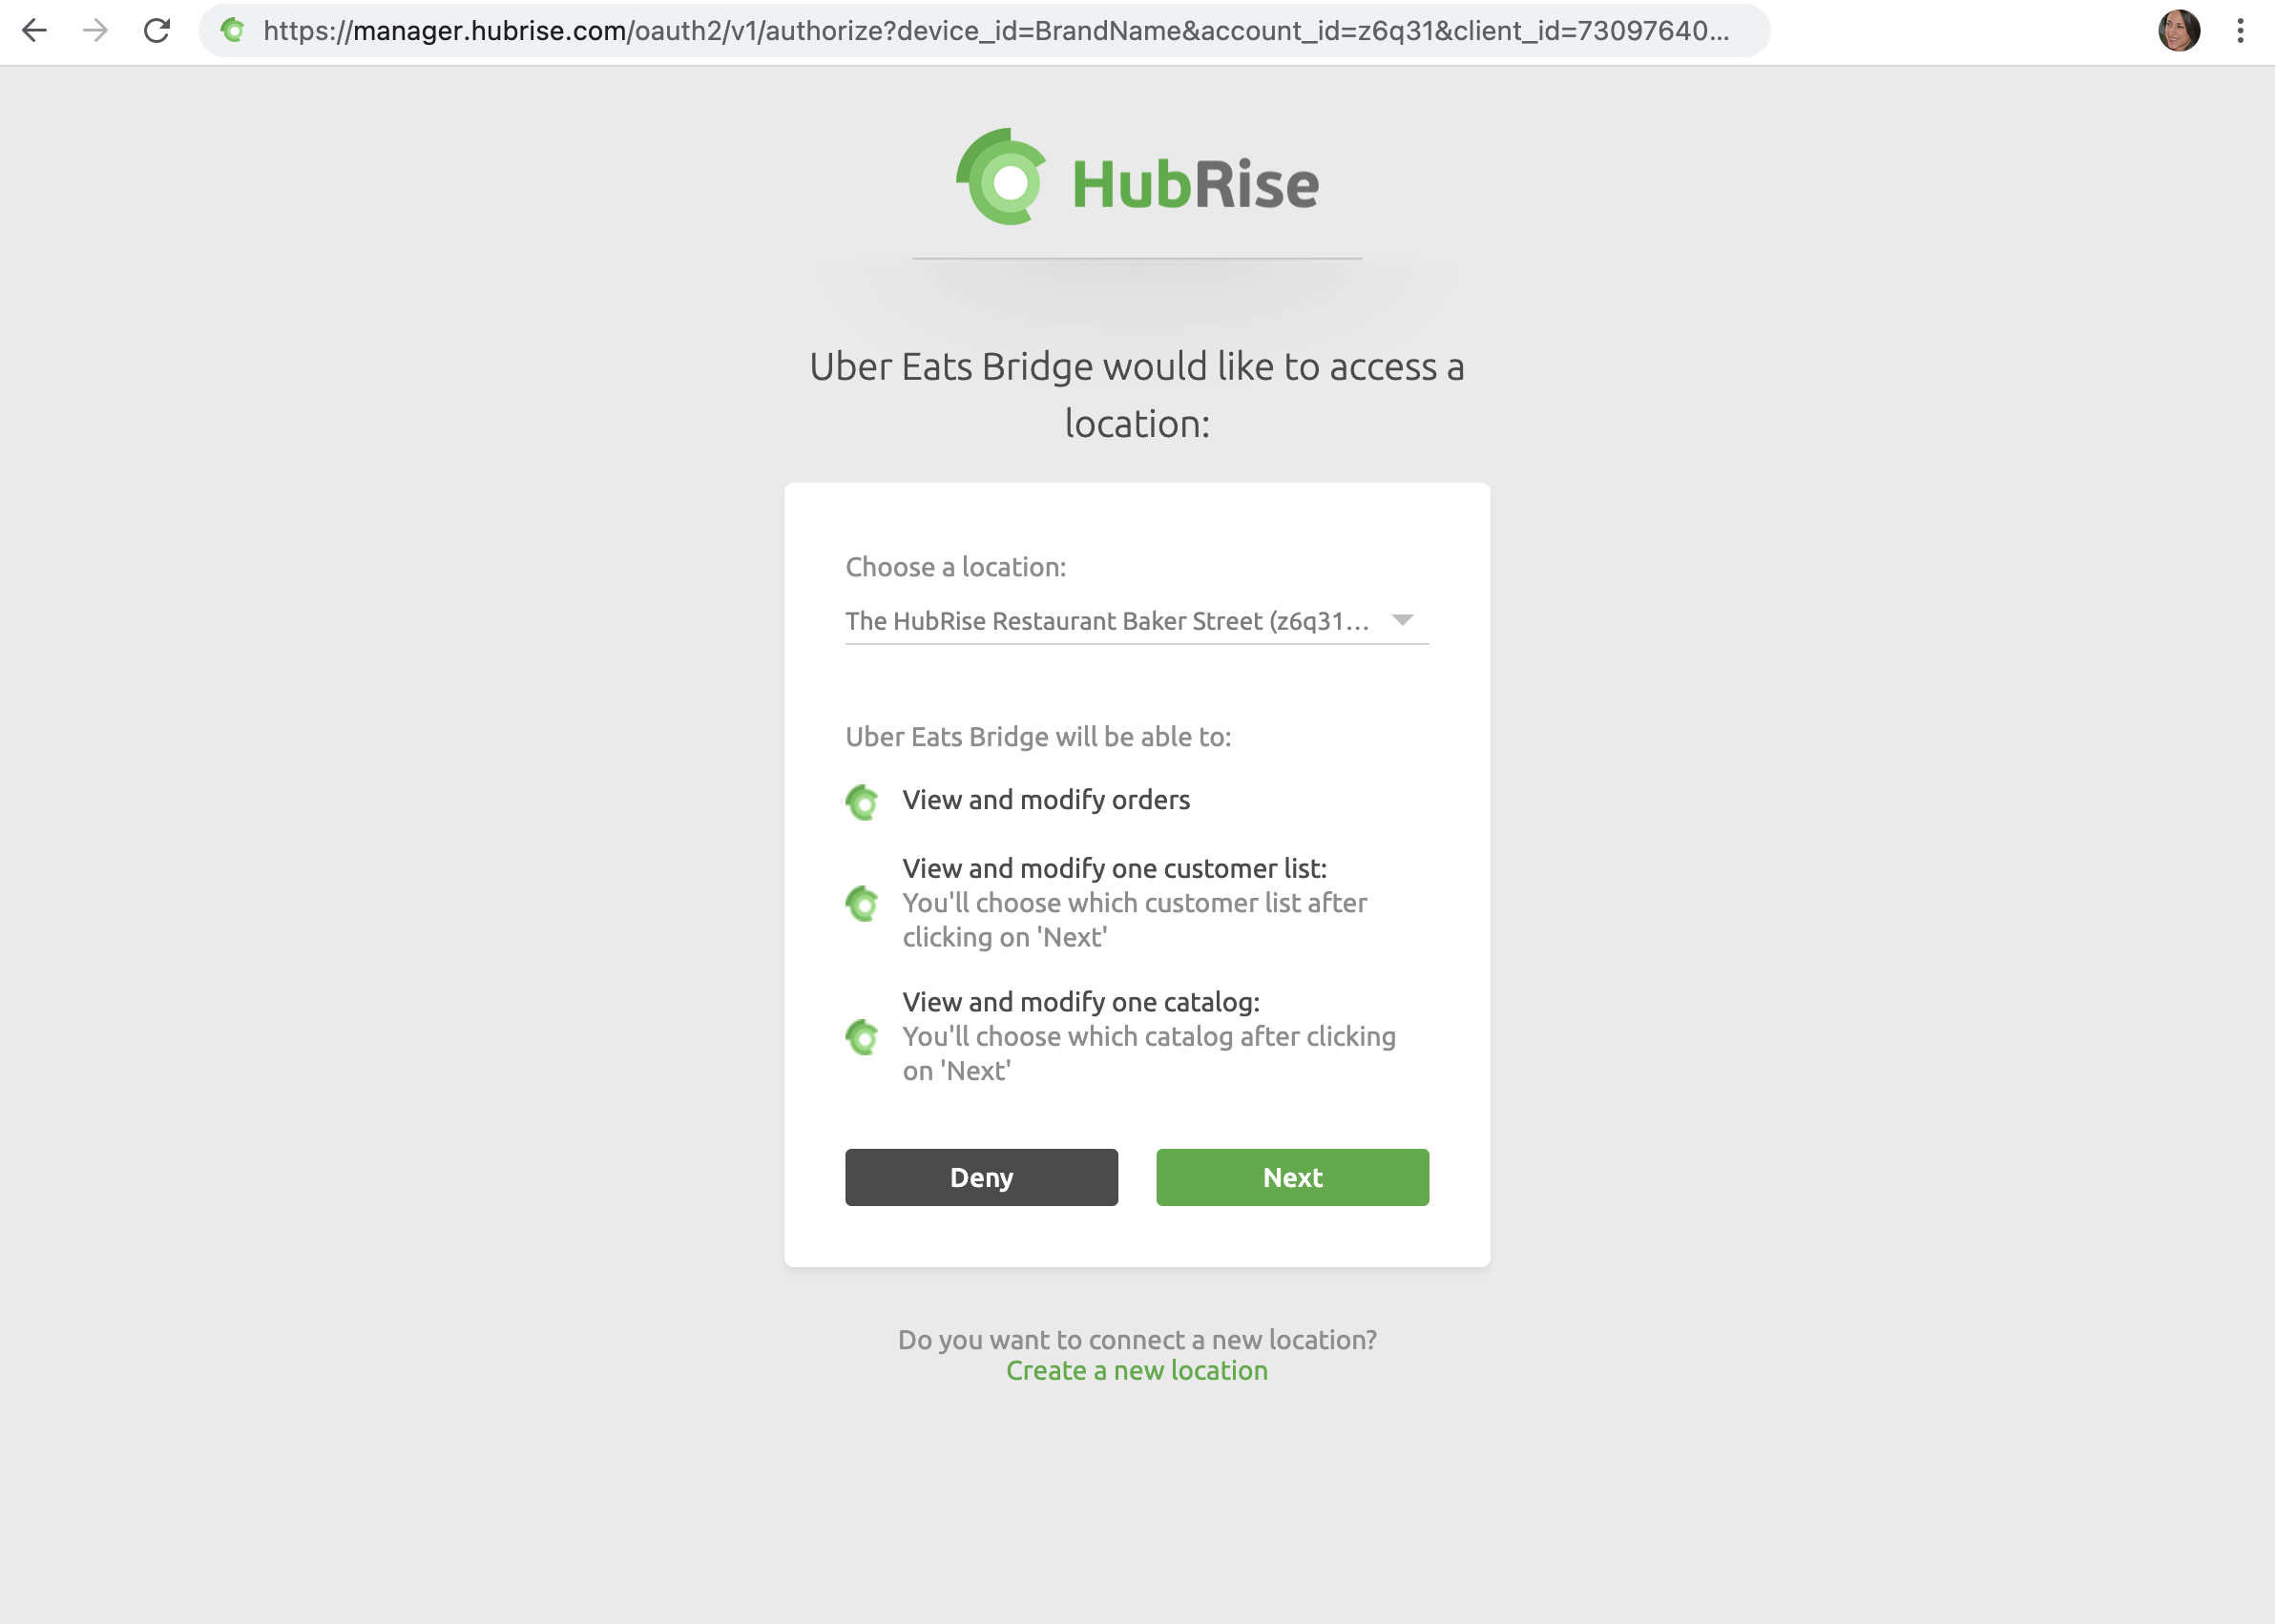 https://manager.hubrise.com/oauth2/v1/authorize?device_id=BrandName&account_id=z6q31&client_id=73097640...
HubRise
Uber Eats Bridge would like to access a
location:
Choose a location:
The HubRise Restaurant Baker Street (z6q31...
Uber Eats Bridge will be able to:
View and modify orders
View and modify one customer list:
You'll choose which customer list after
clicking on 'Next'
View and modify one catalog:
You'll choose which catalog after clicking
on 'Next'
Deny Next
Do you want to connect a new location?
Create a new location